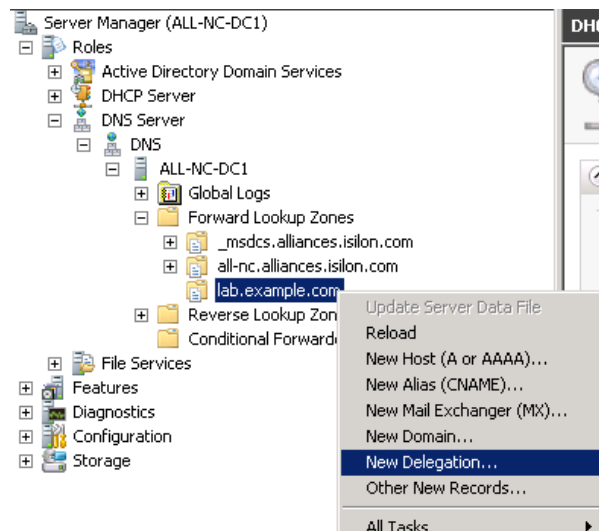 Server Manager (ALL-NC-DC1)
Roles
Active Directory Domain Services
DHCP Server
DNS Server
DNS
ALL-NC-DC1
Global Logs
Forward Lookup Zones
_msdcs.alliances.isilon.com
all-nc.alliances.isilon.com
lab.example.com
Reverse Lookup Zon
Conditional Forward
File Services
Features
Diagnostics
Configuration
Storage
DHC
Update Server Data File
Reload
New Host (A or AAAA)...
New Alias (CNAME)...
New Mail Exchanger (MX)...
New Domain...
New Delegation...
Other New Records...
All Tasks